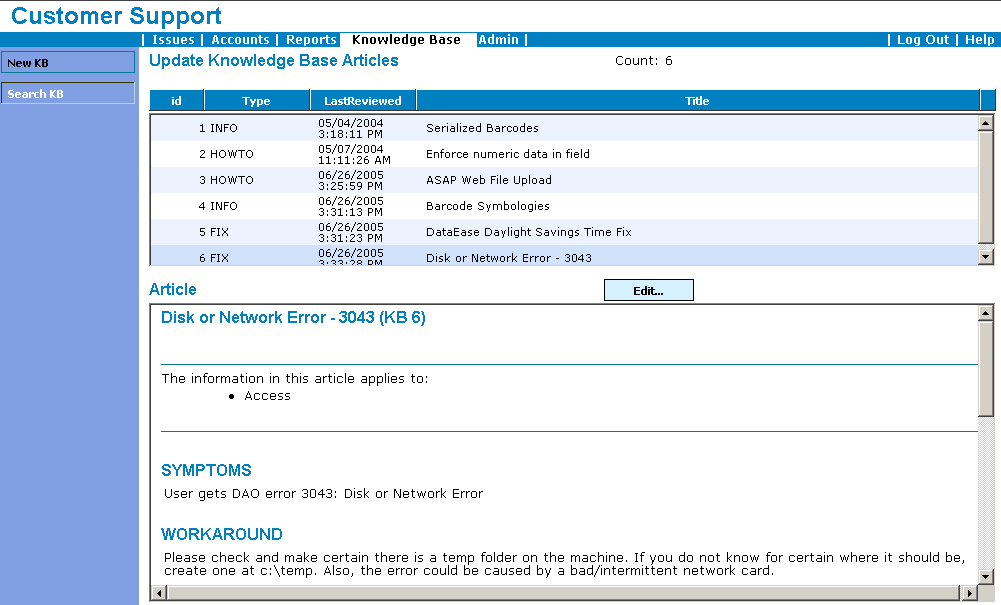 Customer Support
| Issues | Accounts | Reports | Knowledge Base | Admin | | Log Out | Help
New KB
Search KB
Update Knowledge Base Articles Count: 6
id Type LastReviewed Title
1 INFO 05/04/2004 3:18:11 PM Serialized Barcodes
2 HOWTO 05/07/2004 11:11:26 AM Enforce numeric data in field
3 HOWTO 06/26/2005 3:25:59 PM ASAP Web File Upload
4 INFO 06/26/2005 3:31:13 PM Barcode Symbologies
5 FIX 06/26/2005 3:31:23 PM DataEase Daylight Savings Time Fix
6 FIX 06/26/2005 3:33:28 PM Disk or Network Error - 3043
Article Edit...
Disk or Network Error - 3043 (KB 6)
The information in this article applies to:
• Access
SYMPTOMS
User gets DAO error 3043: Disk or Network Error
WORKAROUND
Please check and make certain there is a temp folder on the machine. If you do not know for certain where it should be,
create one at c:\temp. Also, the error could be caused by a bad/intermittent network card.